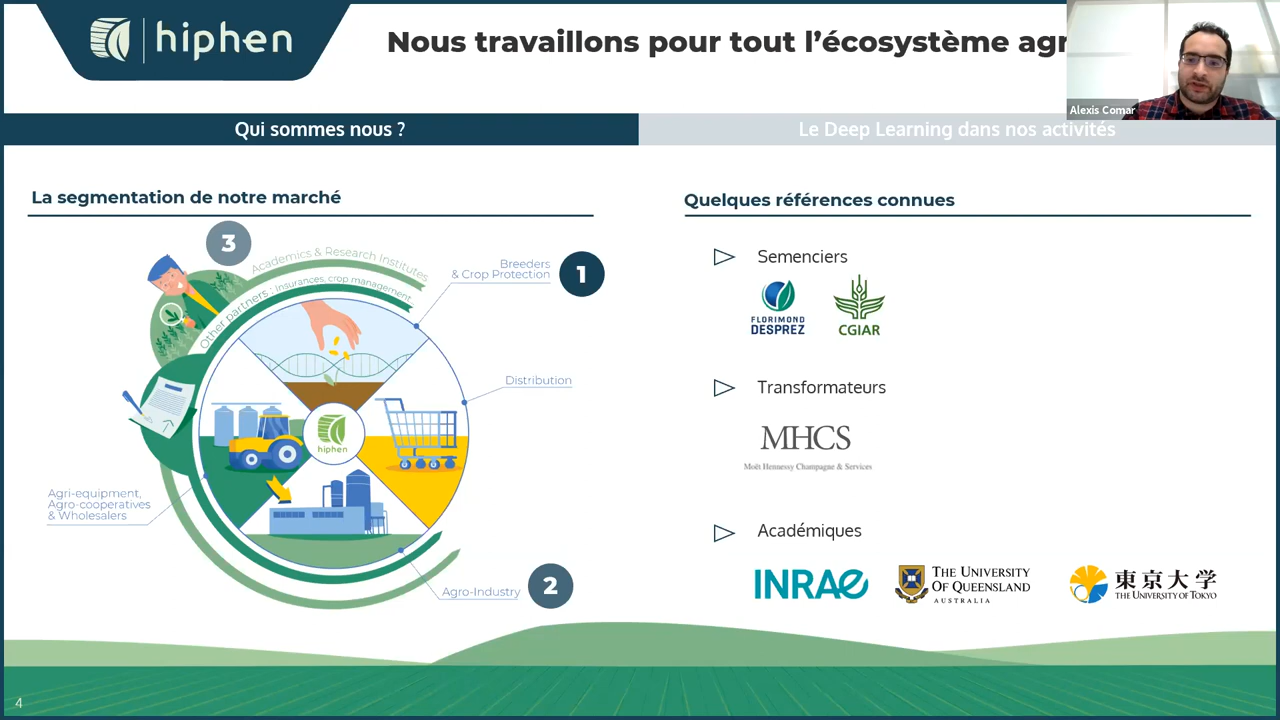 hiphen
Nous travaillons pour tout l'écosystème agr
Alexis Comar
Qui sommes nous ?
Le Deep Learning dans nos activités
La segmentation de notre marché
3
Academics & Research Institutes
Other partners : Insurances, crop management
Breeders
& Crop Protection
1
Distribution
hiphen
Agri-equipment,
Agro-cooperatives
& Wholesalers
Agro-Industry
2
Quelques références connues
Semenciers
FLORIMOND
DESPREZ
CGIAR
Transformateurs
MHCS
Moët Hennessy Champagne & Services
Académiques
INRAE
THE UNIVERSITY
OF QUEENSLAND
AUSTRALIA
東京大学
THE UNIVERSITY OF TOKYO
4